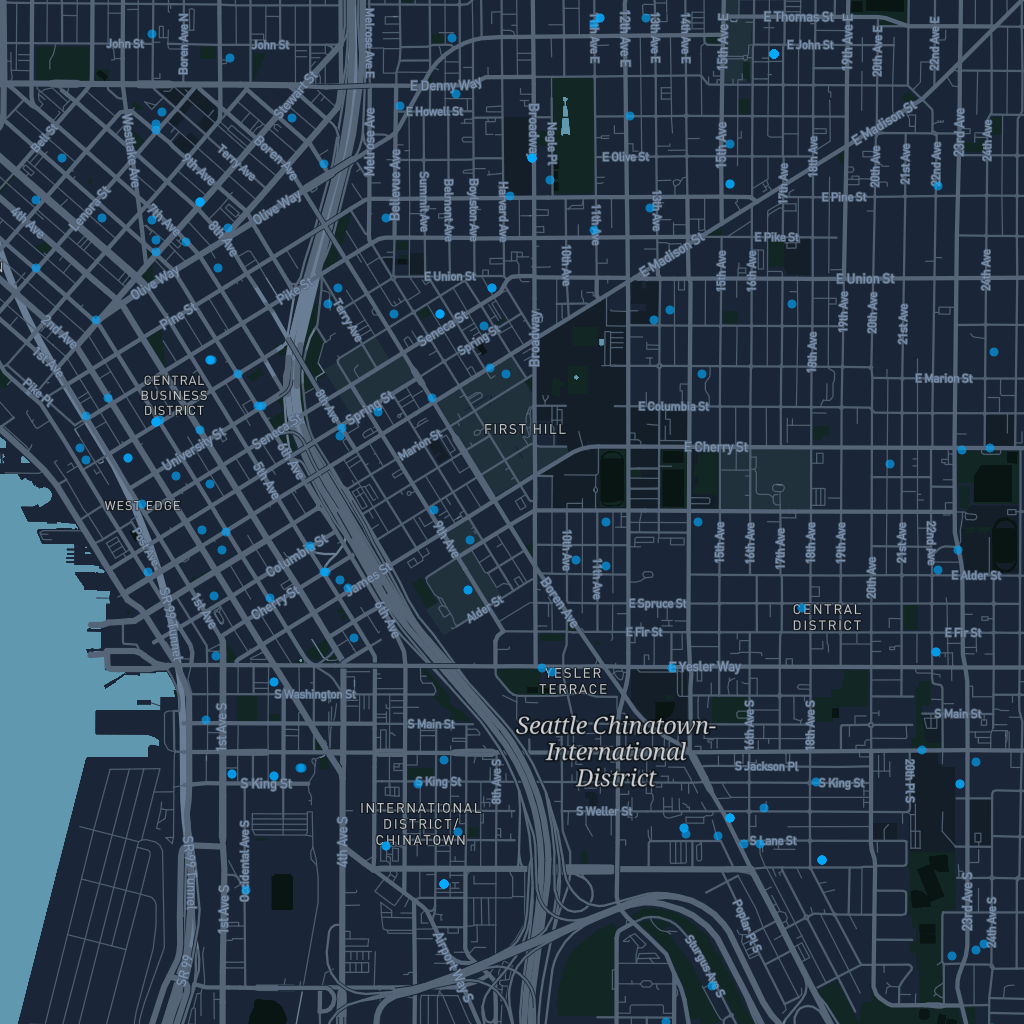 E Thomas St
John St
John St
E John St
Boren Ave N
Melrose Ave E
11th Ave E
12th Ave E
13th Ave E
14th Ave E
15th Ave E
19th Ave E
20th Ave E
22nd Ave E
E Denny Way
E Howell St
Stewart St
Bell St
Westlake Ave
Terry Ave
Boren Ave
Melrose Ave
Bellevue Ave
Summit Ave
Belmont Ave
Boylston Ave
Harvard Ave
Broadway
Nagle Pl
E Olive St
E Madison St
15th Ave
17th Ave
18th Ave
20th Ave
21st Ave
22nd Ave
23rd Ave
24th Ave
4th Ave
Lenora St
7th Ave
8th Ave
Olive Way
E Pine St
11th Ave
13th Ave
E Pike St
E Madison St
10th Ave
15th Ave
16th Ave
24th Ave
Olive Way
Pike St
Terry Ave
E Union St
E Union St
Pine St
2nd Ave
1st Ave
Seneca St
Spring St
Broadway
18th Ave
19th Ave
20th Ave
21st Ave
Pike Pl
CENTRAL
BUSINESS
DISTRICT
E Marion St
8th Ave
Spring St
E Columbia St
FIRST HILL
Seneca St
University St
Marion St
E Cherry St
5th Ave
6th Ave
WEST EDGE
9th Ave
10th Ave
11th Ave
15th Ave
16th Ave
17th Ave
18th Ave
19th Ave
20th Ave
21st Ave
22nd Ave
Columbia St
Cherry St
James St
SR 99 Tunnel
1st Ave
4th Ave
Alder St
Boren Ave
E Alder St
E Spruce St
CENTRAL
DISTRICT
E Fir St
E Fir St
E Yesler Way
YESLER
TERRACE
S Washington St
S Main St
S Main St
1st Ave S
16th Ave S
18th Ave S
Seattle Chinatown-
International
District
S King St
S King St
8th Ave S
S Jackson Pl
S King St
20th Pl S
INTERNATIONAL
DISTRICT/
CHINATOWN
S Weller St
S Lane St
4th Ave S
Occidental Ave S
SR 99 Tunnel
1st Ave S
SR 99
Airport Way S
Sturgus Ave S
Poplar Pl S
23rd Ave S
24th Ave S